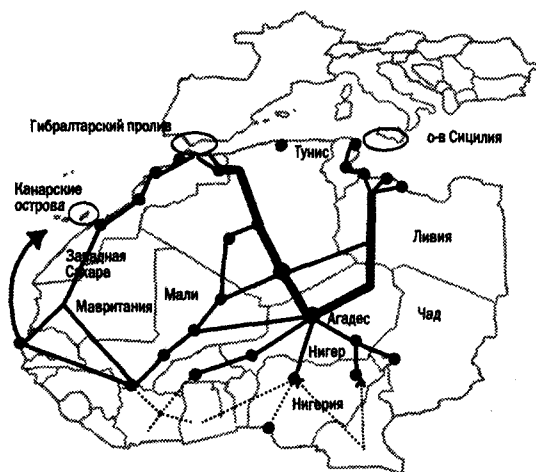 Гибралтарский пролив
о-в Сицилия
Тунис
Канарские
острова
Западная
Сахара
Ливия
Мавритания
Мали
Агадес
Чад
Нигер
Нигерия